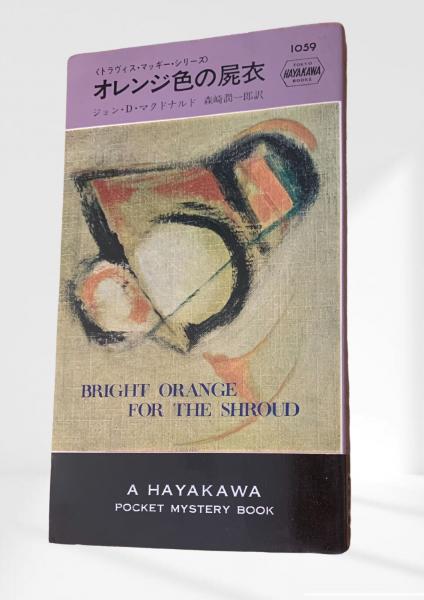 1059
TOKYO
HAYAKAWA
BOOKS
〈トラヴィス・マッギー・シリーズ〉
オレンジ色の屍衣
ジョン・D・マクドナルド 森崎潤一郎訳
BRIGHT ORANGE
FOR THE SHROUD
A HAYAKAWA
POCKET MYSTERY BOOK